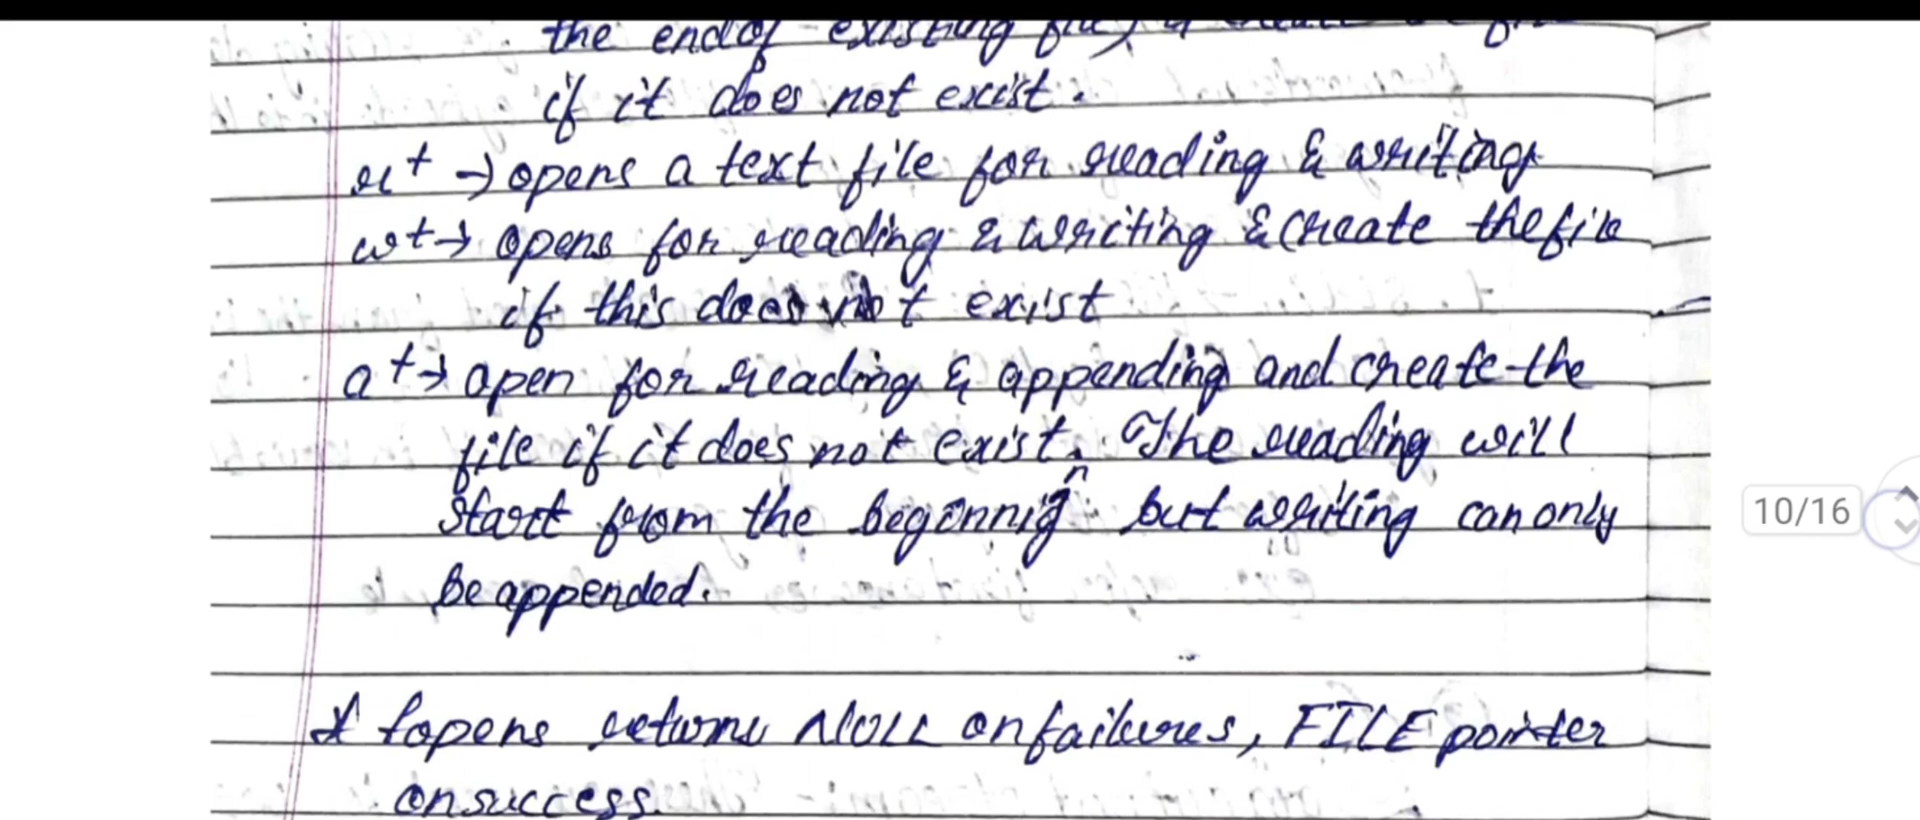 the end of existing file) & create a file
if it does not exist.
r+ → opens a text file for reading & writing
w+ → opens for reading & writing & create the file
if this does not exist
a+ → open for reading & appending and create the
file if it does not exist. The reading will
start from the beginnig n but writing can only
be appended.
* fopens returns NULL on failures, FILE pointer
on success.
10/16